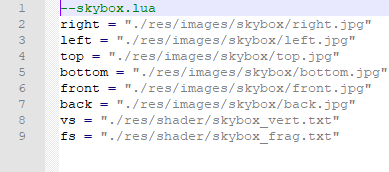 1 --skybox.lua
2 right = "./res/images/skybox/right.jpg"
3 left = "./res/images/skybox/left.jpg"
4 top = "./res/images/skybox/top.jpg"
5 bottom = "./res/images/skybox/bottom.jpg"
6 front = "./res/images/skybox/front.jpg"
7 back = "./res/images/skybox/back.jpg"
8 vs = "./res/shader/skybox_vert.txt"
9 fs = "./res/shader/skybox_frag.txt"